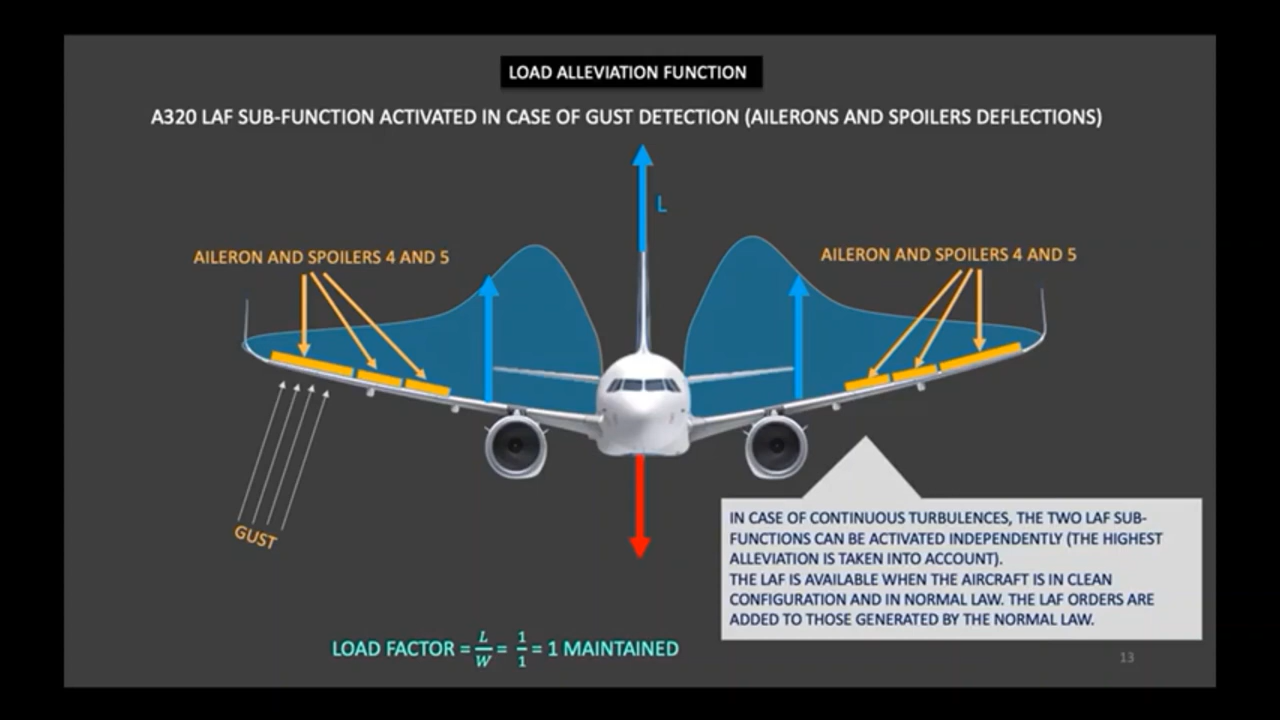 LOAD ALLEVIATION FUNCTION
A320 LAF SUB-FUNCTION ACTIVATED IN CASE OF GUST DETECTION (AILERONS AND SPOILERS DEFLECTIONS)
L
AILERON AND SPOILERS 4 AND 5
AILERON AND SPOILERS 4 AND 5
GUST
IN CASE OF CONTINUOUS TURBULENCES, THE TWO LAF SUB-
FUNCTIONS CAN BE ACTIVATED INDEPENDENTLY (THE HIGHEST
ALLEVIATION IS TAKEN INTO ACCOUNT).
THE LAF IS AVAILABLE WHEN THE AIRCRAFT IS IN CLEAN
CONFIGURATION AND IN NORMAL LAW. THE LAF ORDERS ARE
ADDED TO THOSE GENERATED BY THE NORMAL LAW.
LOAD FACTOR = L/W = 1/1 = 1 MAINTAINED
13